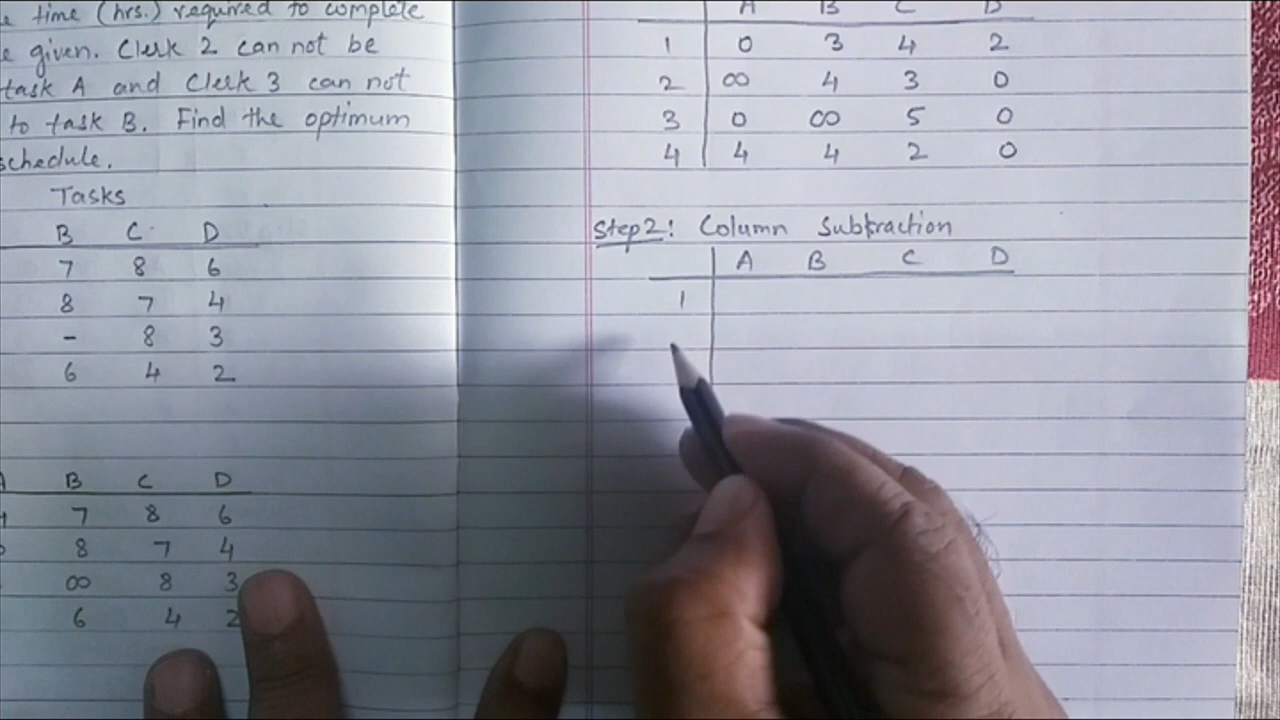 e time (hrs.) required to complete
e given. Clerk 2 can not be
task A and Clerk 3 can not
to task B. Find the optimum
schedule.
Tasks
B C D
7 8 6
8 7 4
- 8 3
6 4 2
B C D
7 8 6
8 7 4
∞ 8 3
6 4 2
A B C D
1 0 3 4 2
2 ∞ 4 3 0
3 0 ∞ 5 0
4 4 4 2 0
Step 2: Column Subtraction
A B C D
1